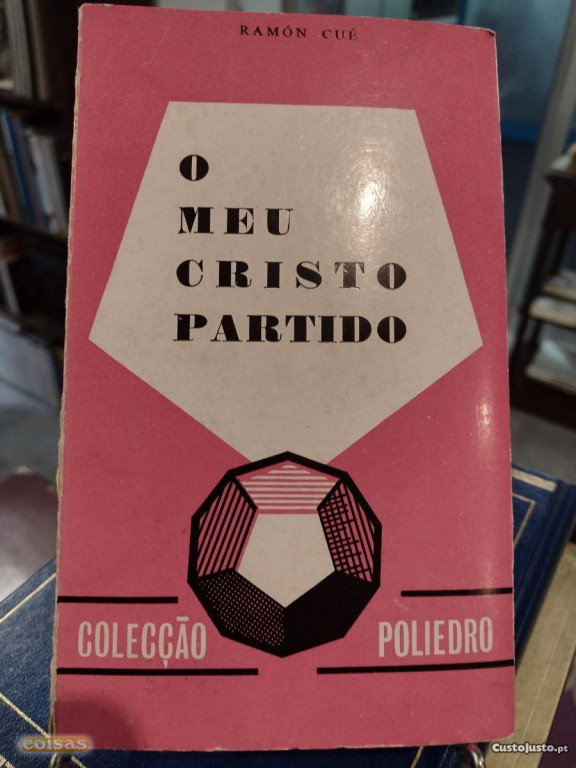 RAMÓN CUÉ
O
MEU
CRISTO
PARTIDO
COLECÇÃO
POLIEDRO
coisas
CustoJusto.pt